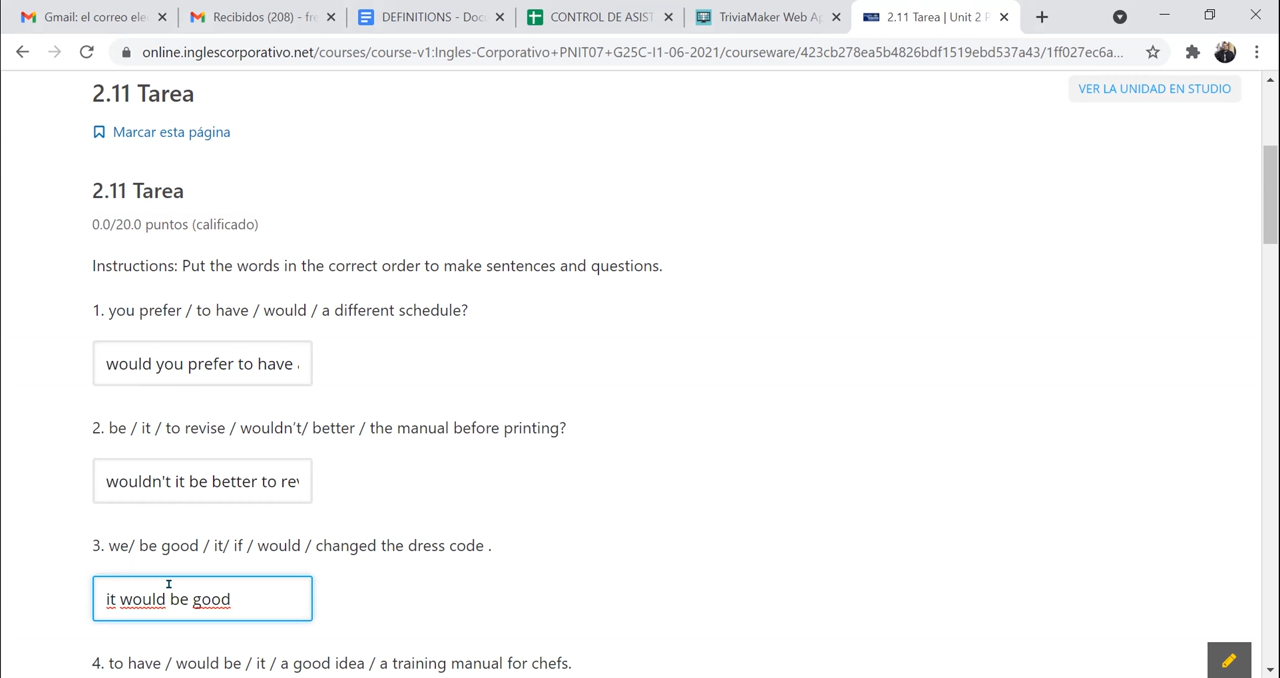 Gmail: el correo ele
Recibidos (208) - fre
DEFINITIONS - Docu
CONTROL DE ASIST
TriviaMaker Web Ap
2.11 Tarea | Unit 2 P
online.inglescorporativo.net/courses/course-v1:Ingles-Corporativo+PNIT07+G25C-I1-06-2021/courseware/423cb278ea5b4826bdf1519ebd537a43/1ff027ec6a...
2.11 Tarea
VER LA UNIDAD EN STUDIO
Marcar esta página
2.11 Tarea
0.0/20.0 puntos (calificado)
Instructions: Put the words in the correct order to make sentences and questions.
1. you prefer / to have / would / a different schedule?
would you prefer to have
2. be / it / to revise / wouldn't/ better / the manual before printing?
wouldn't it be better to rev
3. we/ be good / it/ if / would / changed the dress code .
it would be good
4. to have / would be / it / a good idea / a training manual for chefs.